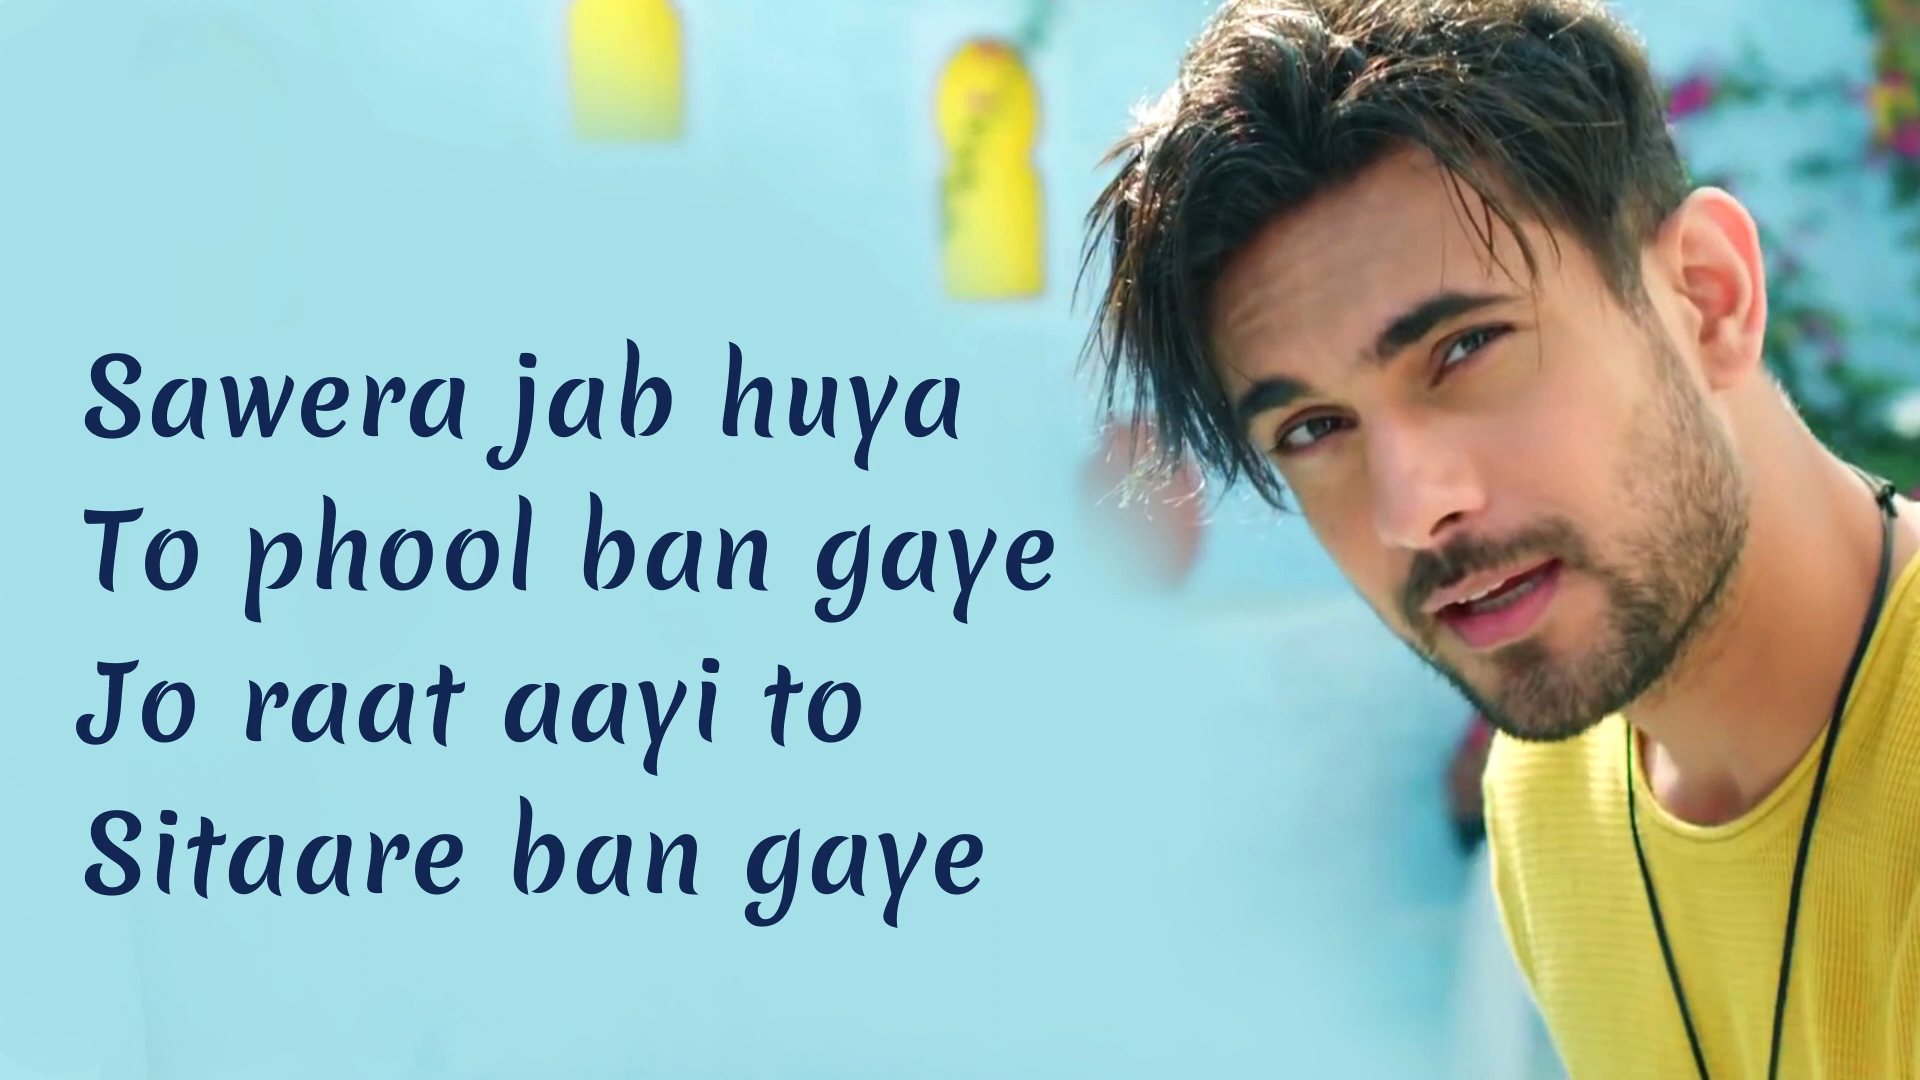 Sawera jab huya
To phool ban gaye
Jo raat aayi to
Sitaare ban gaye